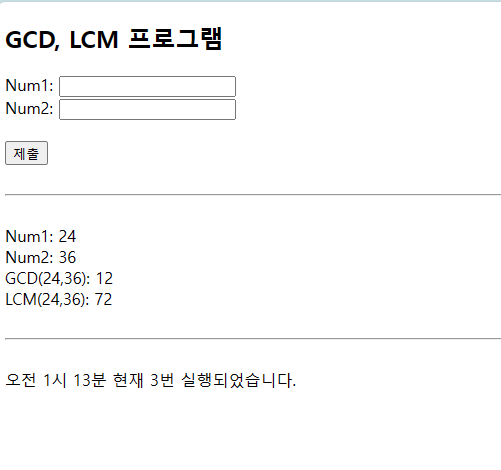 GCD, LCM 프로그램
Num1:
Num2:
제출
Num1: 24
Num2: 36
GCD(24,36): 12
LCM(24,36): 72
오전 1시 13분 현재 3번 실행되었습니다.